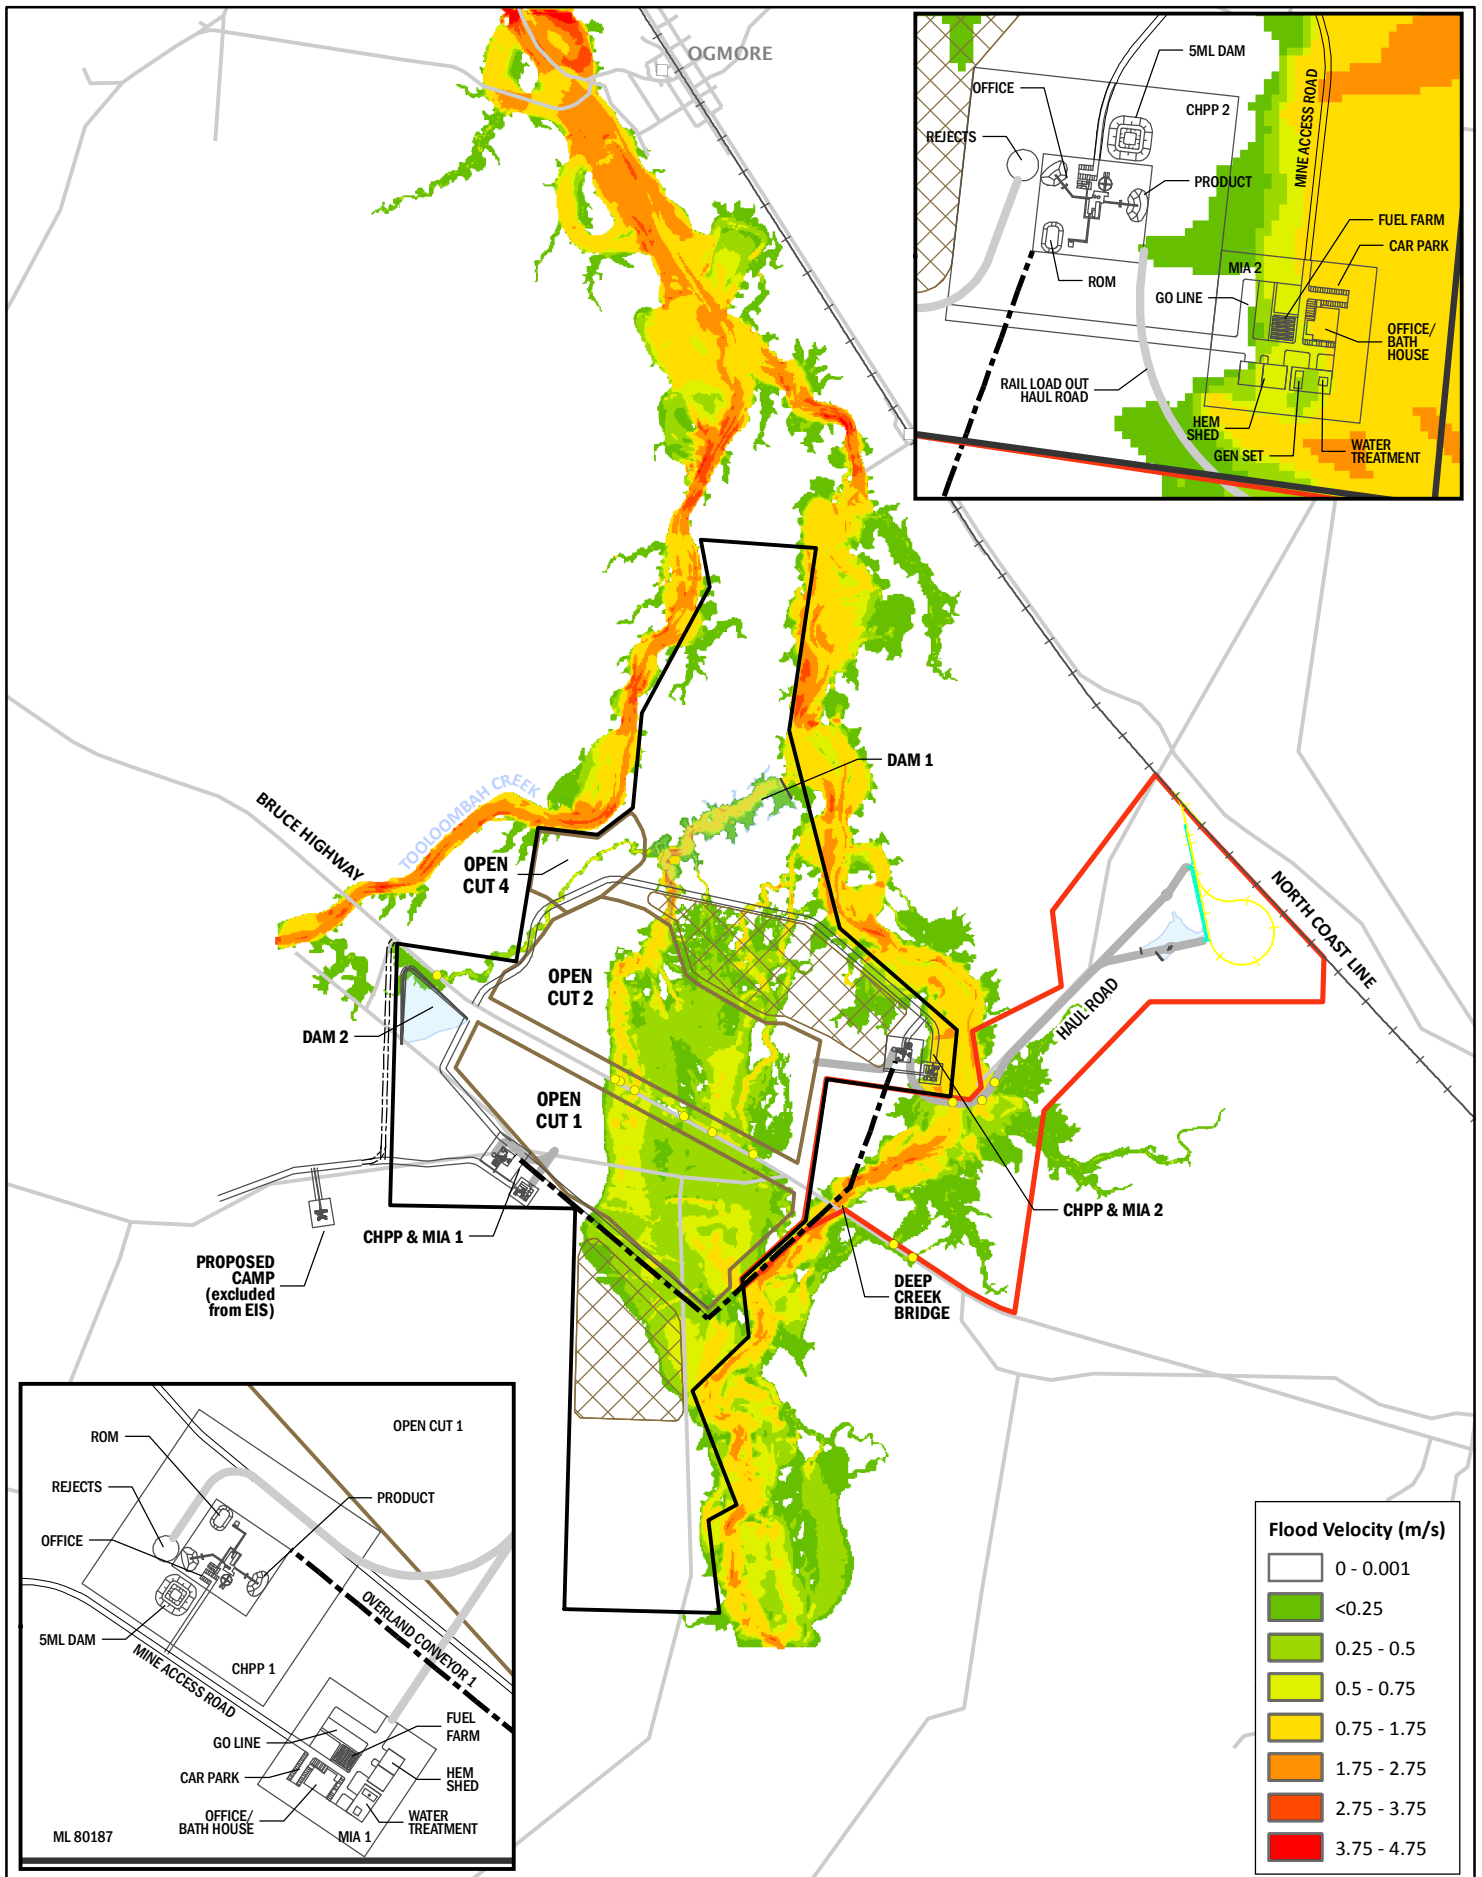 OGMORE
5ML DAM
OFFICE
CHPP 2
REJECTS
MINE ACCESS ROAD
PRODUCT
FUEL FARM
CAR PARK
MIA 2
ROM
GO LINE
OFFICE/
BATH
HOUSE
RAIL LOAD OUT
HAUL ROAD
HEM
SHED
GEN SET
WATER
TREATMENT
DAM 1
BRUCE HIGHWAY
TOOLOOMBAH CREEK
OPEN
CUT 4
NORTH COAST LINE
OPEN
CUT 2
HAUL ROAD
DAM 2
OPEN
CUT 1
CHPP & MIA 1
CHPP & MIA 2
PROPOSED
CAMP
(excluded
from EIS)
DEEP
CREEK
BRIDGE
OPEN CUT 1
ROM
REJECTS
PRODUCT
OFFICE
5ML DAM
OVERLAND CONVEYOR 1
MINE ACCESS ROAD
CHPP 1
FUEL
FARM
GO LINE
CAR PARK
HEM
SHED
OFFICE/
BATH HOUSE
WATER
TREATMENT
ML 80187
MIA 1
Flood Velocity (m/s)
0 - 0.001
<0.25
0.25 - 0.5
0.5 - 0.75
0.75 - 1.75
1.75 - 2.75
2.75 - 3.75
3.75 - 4.75